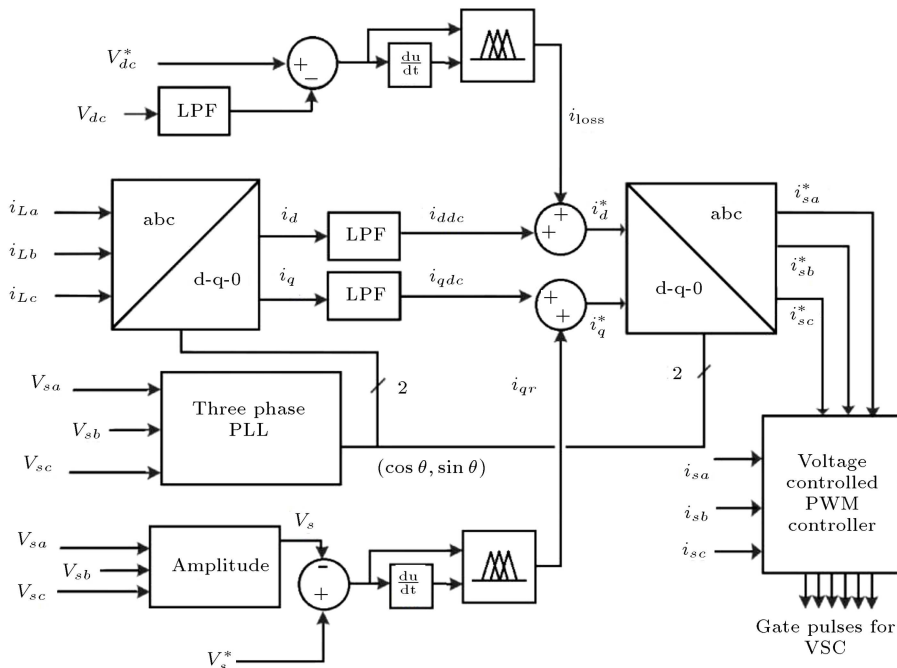 V*dc
+
−
du/dt
Vdc
LPF
iloss
iLa
iLb
iLc
abc
d-q-0
id
LPF
iddc
+
+
i*d
iq
LPF
iqdc
+
+
i*q
abc
d-q-0
i*sa
i*sb
i*sc
2
2
iqr
Vsa
Vsb
Vsc
Three phase
PLL
(cos θ, sin θ)
isa
isb
isc
Voltage
controlled
PWM
controller
Vsa
Vsb
Vsc
Amplitude
Vs
-
+
du/dt
V*s
Gate pulses for
VSC